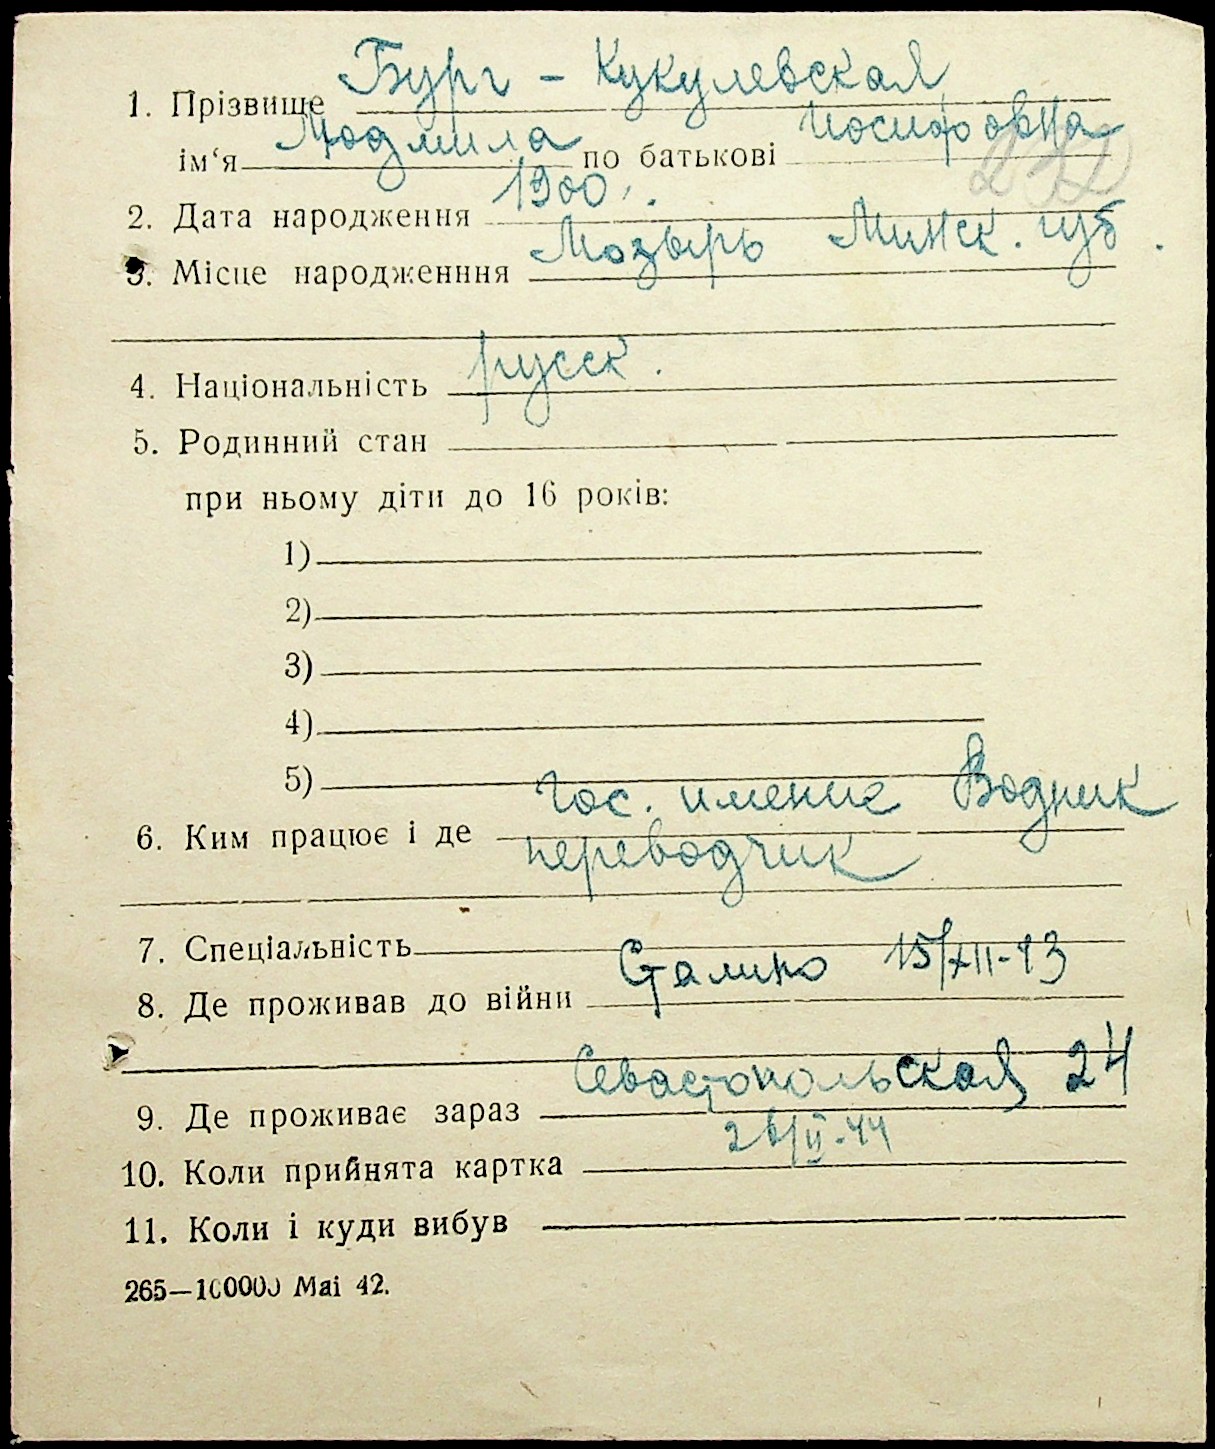 1. Прізвище Бург - Кукулевская
ім‘я Людмила по батькові Иосифовна
2. Дата народження 1900.
3. Місце народженння Мозырь Минск. губ.
4. Національність русск.
5. Родинний стан
при ньому діти до 16 років:
1)
2)
3)
4)
5)
6. Ким працює і де Гос. имение Водник
переводчик
7. Спеціальність
8. Де проживав до війни Сталино 15/XII-43
9. Де проживає зараз Севастопольская 24
10. Коли прийнята картка 26/II-44
11. Коли і куди вибув
265—100000 Mai 42.